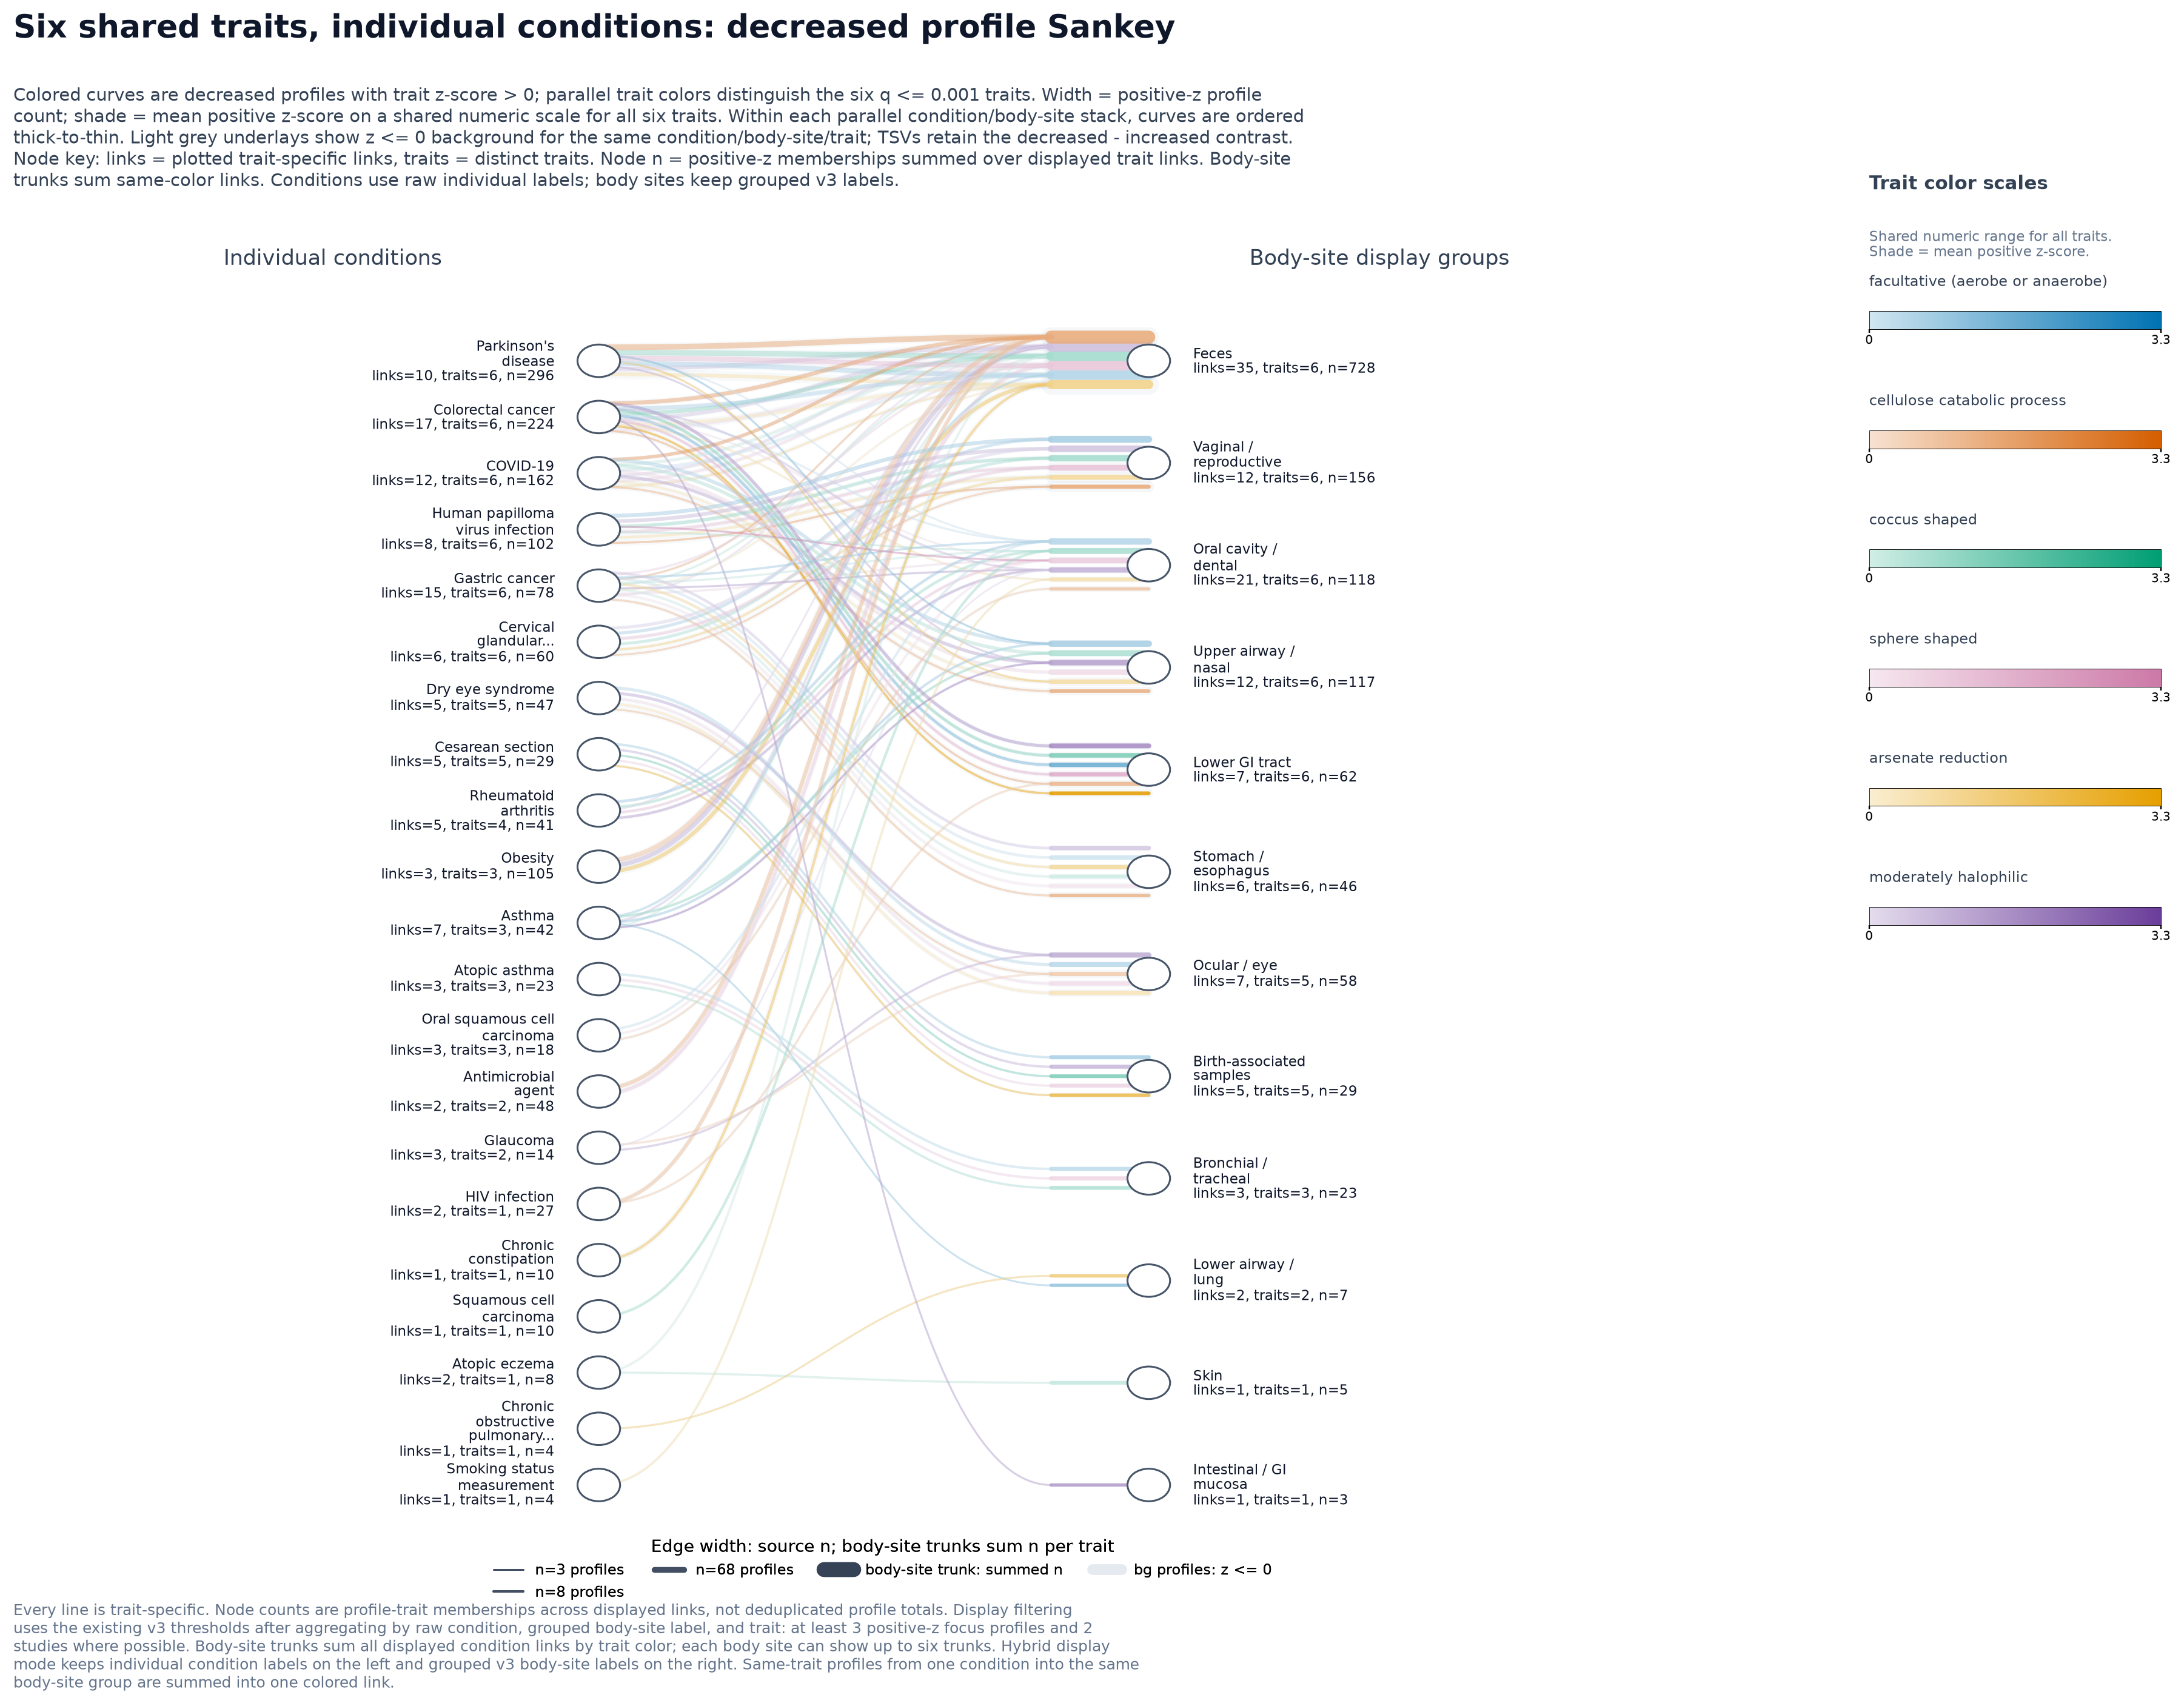 Six shared traits, individual conditions: decreased profile Sankey
Colored curves are decreased profiles with trait z-score > 0; parallel trait colors distinguish the six q <= 0.001 traits. Width = positive-z profile
count; shade = mean positive z-score on a shared numeric scale for all six traits. Within each parallel condition/body-site stack, curves are ordered
thick-to-thin. Light grey underlays show z <= 0 background for the same condition/body-site/trait; TSVs retain the decreased - increased contrast.
Node key: links = plotted trait-specific links, traits = distinct traits. Node n = positive-z memberships summed over displayed trait links. Body-site
trunks sum same-color links. Conditions use raw individual labels; body sites keep grouped v3 labels.
Individual conditions
Parkinson's
disease
links=10, traits=6, n=296
Colorectal cancer
links=17, traits=6, n=224
COVID-19
links=12, traits=6, n=162
Human papilloma
virus infection
links=8, traits=6, n=102
Gastric cancer
links=15, traits=6, n=78
Cervical
glandular...
links=6, traits=6, n=60
Dry eye syndrome
links=5, traits=5, n=47
Cesarean section
links=5, traits=5, n=29
Rheumatoid
arthritis
links=5, traits=4, n=41
Obesity
links=3, traits=3, n=105
Asthma
links=7, traits=3, n=42
Atopic asthma
links=3, traits=3, n=23
Oral squamous cell
carcinoma
links=3, traits=3, n=18
Antimicrobial
agent
links=2, traits=2, n=48
Glaucoma
links=3, traits=2, n=14
HIV infection
links=2, traits=1, n=27
Chronic
constipation
links=1, traits=1, n=10
Squamous cell
carcinoma
links=1, traits=1, n=10
Atopic eczema
links=2, traits=1, n=8
Chronic
obstructive
pulmonary...
links=1, traits=1, n=4
Smoking status
measurement
links=1, traits=1, n=4
Body-site display groups
Feces
links=35, traits=6, n=728
Vaginal /
reproductive
links=12, traits=6, n=156
Oral cavity /
dental
links=21, traits=6, n=118
Upper airway /
nasal
links=12, traits=6, n=117
Lower GI tract
links=7, traits=6, n=62
Stomach /
esophagus
links=6, traits=6, n=46
Ocular / eye
links=7, traits=5, n=58
Birth-associated
samples
links=5, traits=5, n=29
Bronchial /
tracheal
links=3, traits=3, n=23
Lower airway /
lung
links=2, traits=2, n=7
Skin
links=1, traits=1, n=5
Intestinal / GI
mucosa
links=1, traits=1, n=3
Trait color scales
Shared numeric range for all traits.
Shade = mean positive z-score.
facultative (aerobe or anaerobe)
0 3.3
cellulose catabolic process
0 3.3
coccus shaped
0 3.3
sphere shaped
0 3.3
arsenate reduction
0 3.3
moderately halophilic
0 3.3
Edge width: source n; body-site trunks sum n per trait
n=3 profiles
n=8 profiles
n=68 profiles
body-site trunk: summed n
bg profiles: z <= 0
Every line is trait-specific. Node counts are profile-trait memberships across displayed links, not deduplicated profile totals. Display filtering
uses the existing v3 thresholds after aggregating by raw condition, grouped body-site label, and trait: at least 3 positive-z focus profiles and 2
studies where possible. Body-site trunks sum all displayed condition links by trait color; each body site can show up to six trunks. Hybrid display
mode keeps individual condition labels on the left and grouped v3 body-site labels on the right. Same-trait profiles from one condition into the same
body-site group are summed into one colored link.